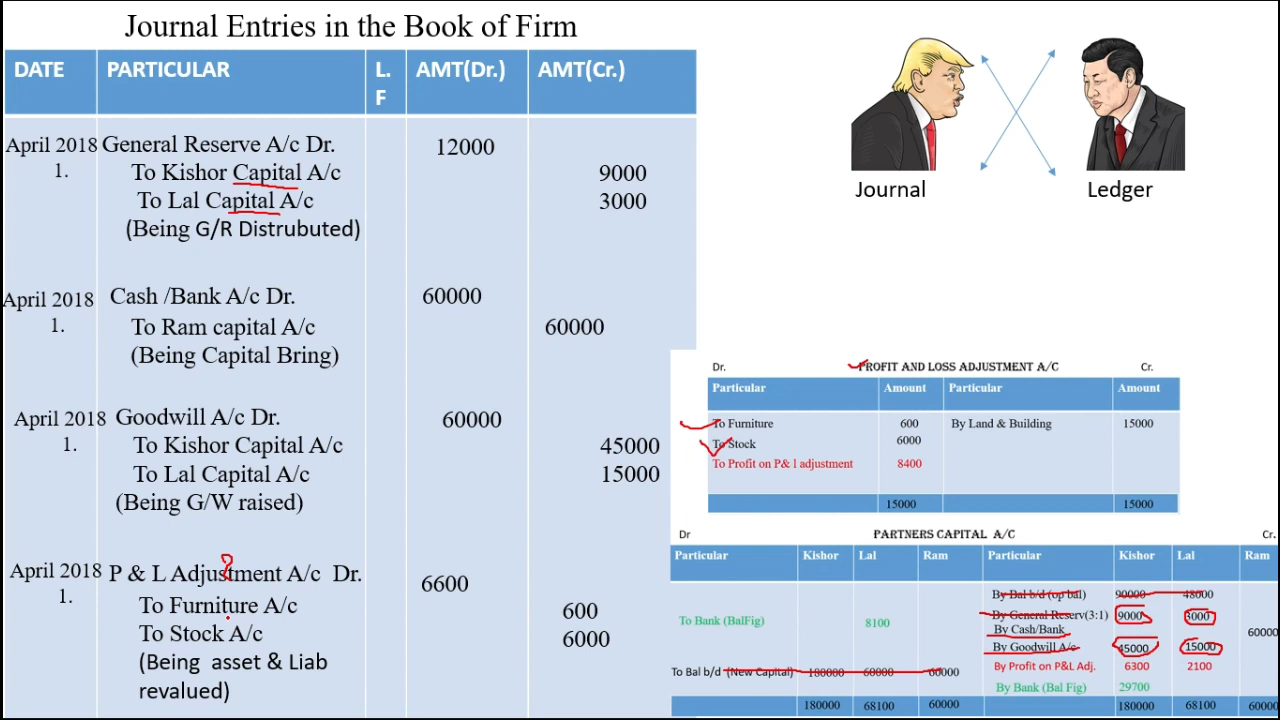 Journal Entries in the Book of Firm
DATE PARTICULAR L. F AMT(Dr.) AMT(Cr.)
April 2018 General Reserve A/c Dr. 12000
1. To Kishor Capital A/c 9000
To Lal Capital A/c 3000
(Being G/R Distrubuted)
April 2018 Cash /Bank A/c Dr. 60000
1. To Ram capital A/c 60000
(Being Capital Bring)
April 2018 Goodwill A/c Dr. 60000
1. To Kishor Capital A/c 45000
To Lal Capital A/c 15000
(Being G/W raised)
April 2018 P & L Adjustment A/c Dr. 6600
1. To Furniture A/c 600
To Stock A/c 6000
(Being asset & Liab
revalued)
Journal Ledger
Dr. PROFIT AND LOSS ADJUSTMENT A/C Cr.
Particular Amount Particular Amount
To Furniture 600 By Land & Building 15000
To Stock 6000
To Profit on P& l adjustment 8400
15000 15000
Dr PARTNERS CAPITAL A/C Cr.
Particular Kishor Lal Ram Particular Kishor Lal Ram
By Bal b/d (op bal) 90000 48000
By General Reserv(3:1) 9000 3000
To Bank (BalFig) 8100
By Cash/Bank 60000
By Goodwill A/c 45000 15000
To Bal b/d (New Capital) 180000 60000 60000 By Profit on P&L Adj. 6300 2100
By Bank (Bal Fig) 29700
180000 68100 60000 180000 68100 60000